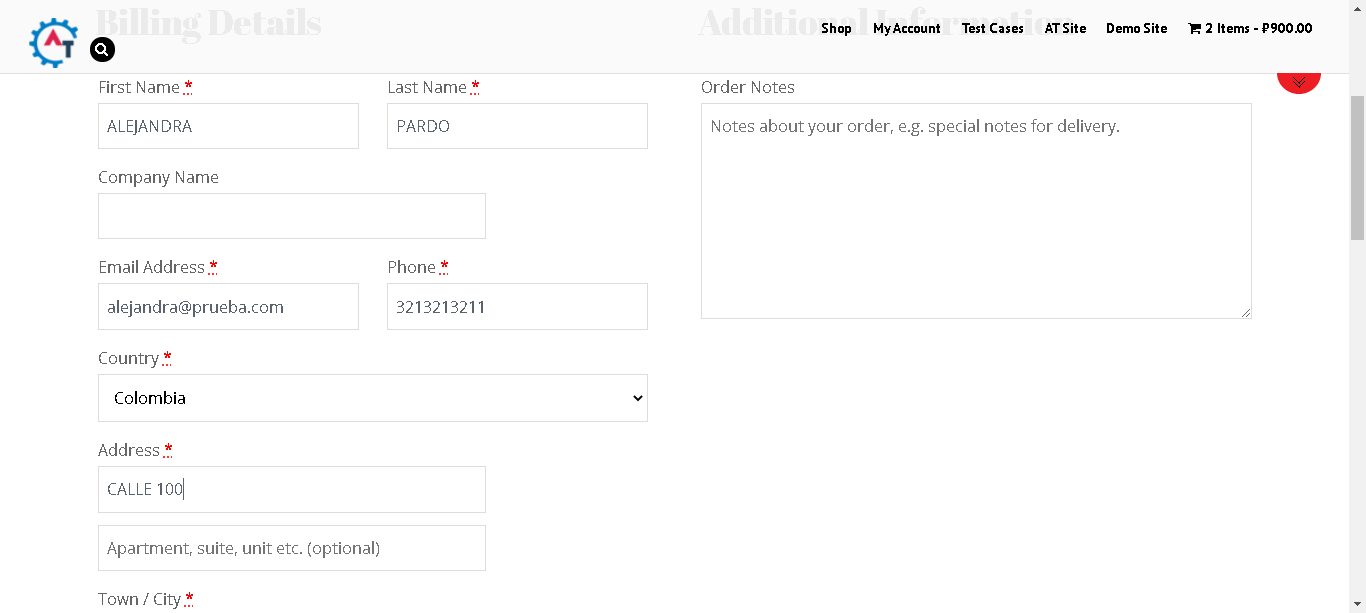 Billing Details
Additional Information
AT
Shop My Account Test Cases AT Site Demo Site 2 Items - ₽900.00
First Name *
Last Name *
Order Notes
ALEJANDRA
PARDO
Notes about your order, e.g. special notes for delivery.
Company Name
Email Address *
Phone *
alejandra@prueba.com
3213213211
Country *
Colombia
Address *
CALLE 100
Apartment, suite, unit etc. (optional)
Town / City *